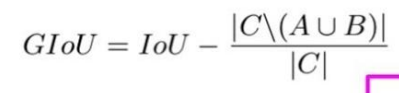 GIoU = IoU − |C\(A ∪ B)| / |C|